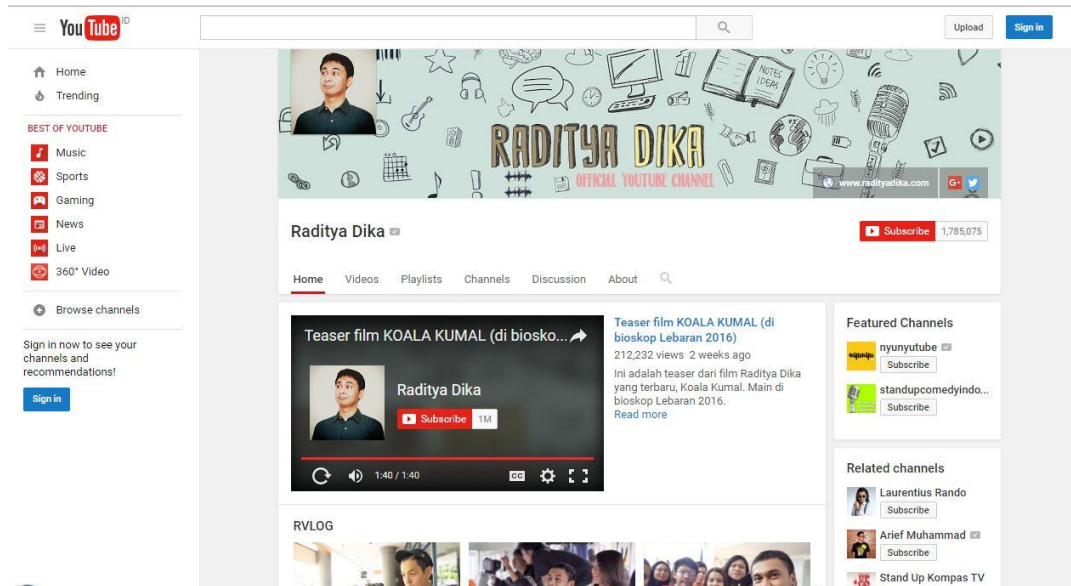 YouTube ID
Upload
Sign in
Home
Trending
BEST OF YOUTUBE
Music
Sports
Gaming
News
Live
360° Video
Browse channels
Sign in now to see your
channels and
recommendations!
Sign in
NOTES
IDEAS
RADITYA DIKA
OFFICIAL YOUTUBE CHANNEL
www.radityadika.com
G+
Raditya Dika
Subscribe 1,785,075
Home Videos Playlists Channels Discussion About
Teaser film KOALA KUMAL (di biosko...
Raditya Dika
Subscribe 1M
1:40 / 1:40
CC
Teaser film KOALA KUMAL (di
bioskop Lebaran 2016)
212,232 views 2 weeks ago
Ini adalah teaser dari film Raditya Dika
yang terbaru, Koala Kumal. Main di
bioskop Lebaran 2016.
Read more
RVLOG
Featured Channels
nyunyutube
Subscribe
standupcomedyindo...
Subscribe
Related channels
Laurentius Rando
Subscribe
Arief Muhammad
Subscribe
Stand Up Kompas TV